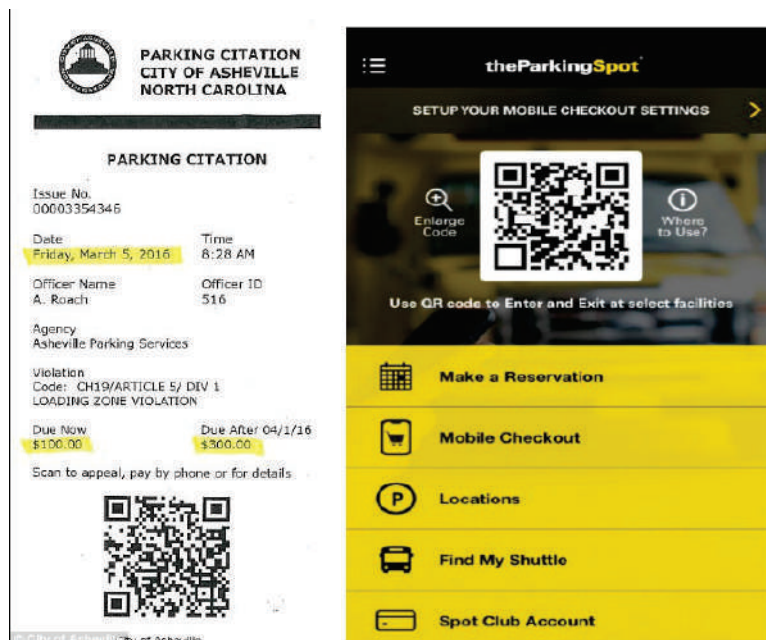 PARKING CITATION
CITY OF ASHEVILLE
NORTH CAROLINA
PARKING CITATION
Issue No.
00003354346
Date Time
Friday, March 5, 2016 8:28 AM
Officer Name Officer ID
A. Roach 516
Agency
Asheville Parking Services
Violation
Code: CH19/ARTICLE 5/ DIV 1
LOADING ZONE VIOLATION
Due Now Due After 04/1/16
$100.00 $300.00
Scan to appeal, pay by phone or for details
theParkingSpot
SETUP YOUR MOBILE CHECKOUT SETTINGS >
Enlarge
Code
Where
to Use?
Use QR code to Enter and Exit at select facilities
Make a Reservation
Mobile Checkout
P Locations
Find My Shuttle
Spot Club Account